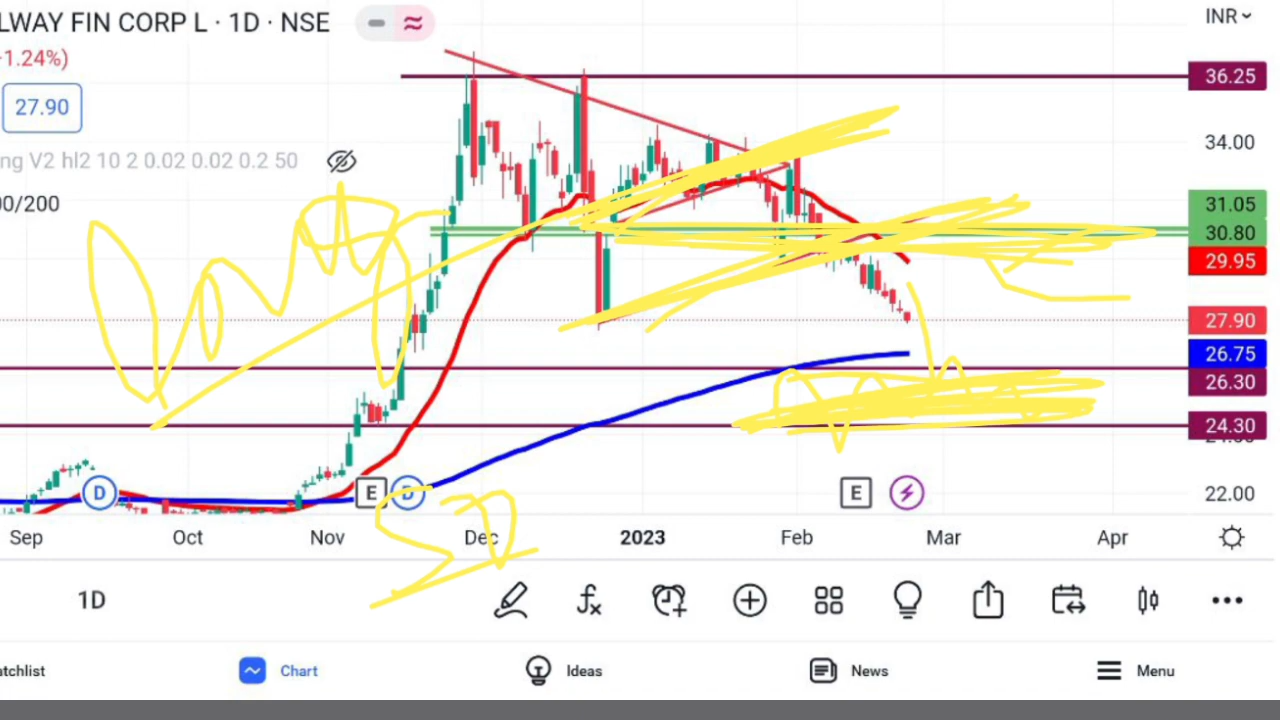 LWAY FIN CORP L · 1D · NSE
INR
1.24%)
36.25
27.90
34.00
ng V2 hl2 10 2 0.02 0.02 0.2 50
00/200
31.05
30.80
29.95
27.90
26.75
26.30
24.30
D E D E
22.00
Sep Oct Nov Dec 2023 Feb Mar Apr
1D
tchlist Chart Ideas News Menu